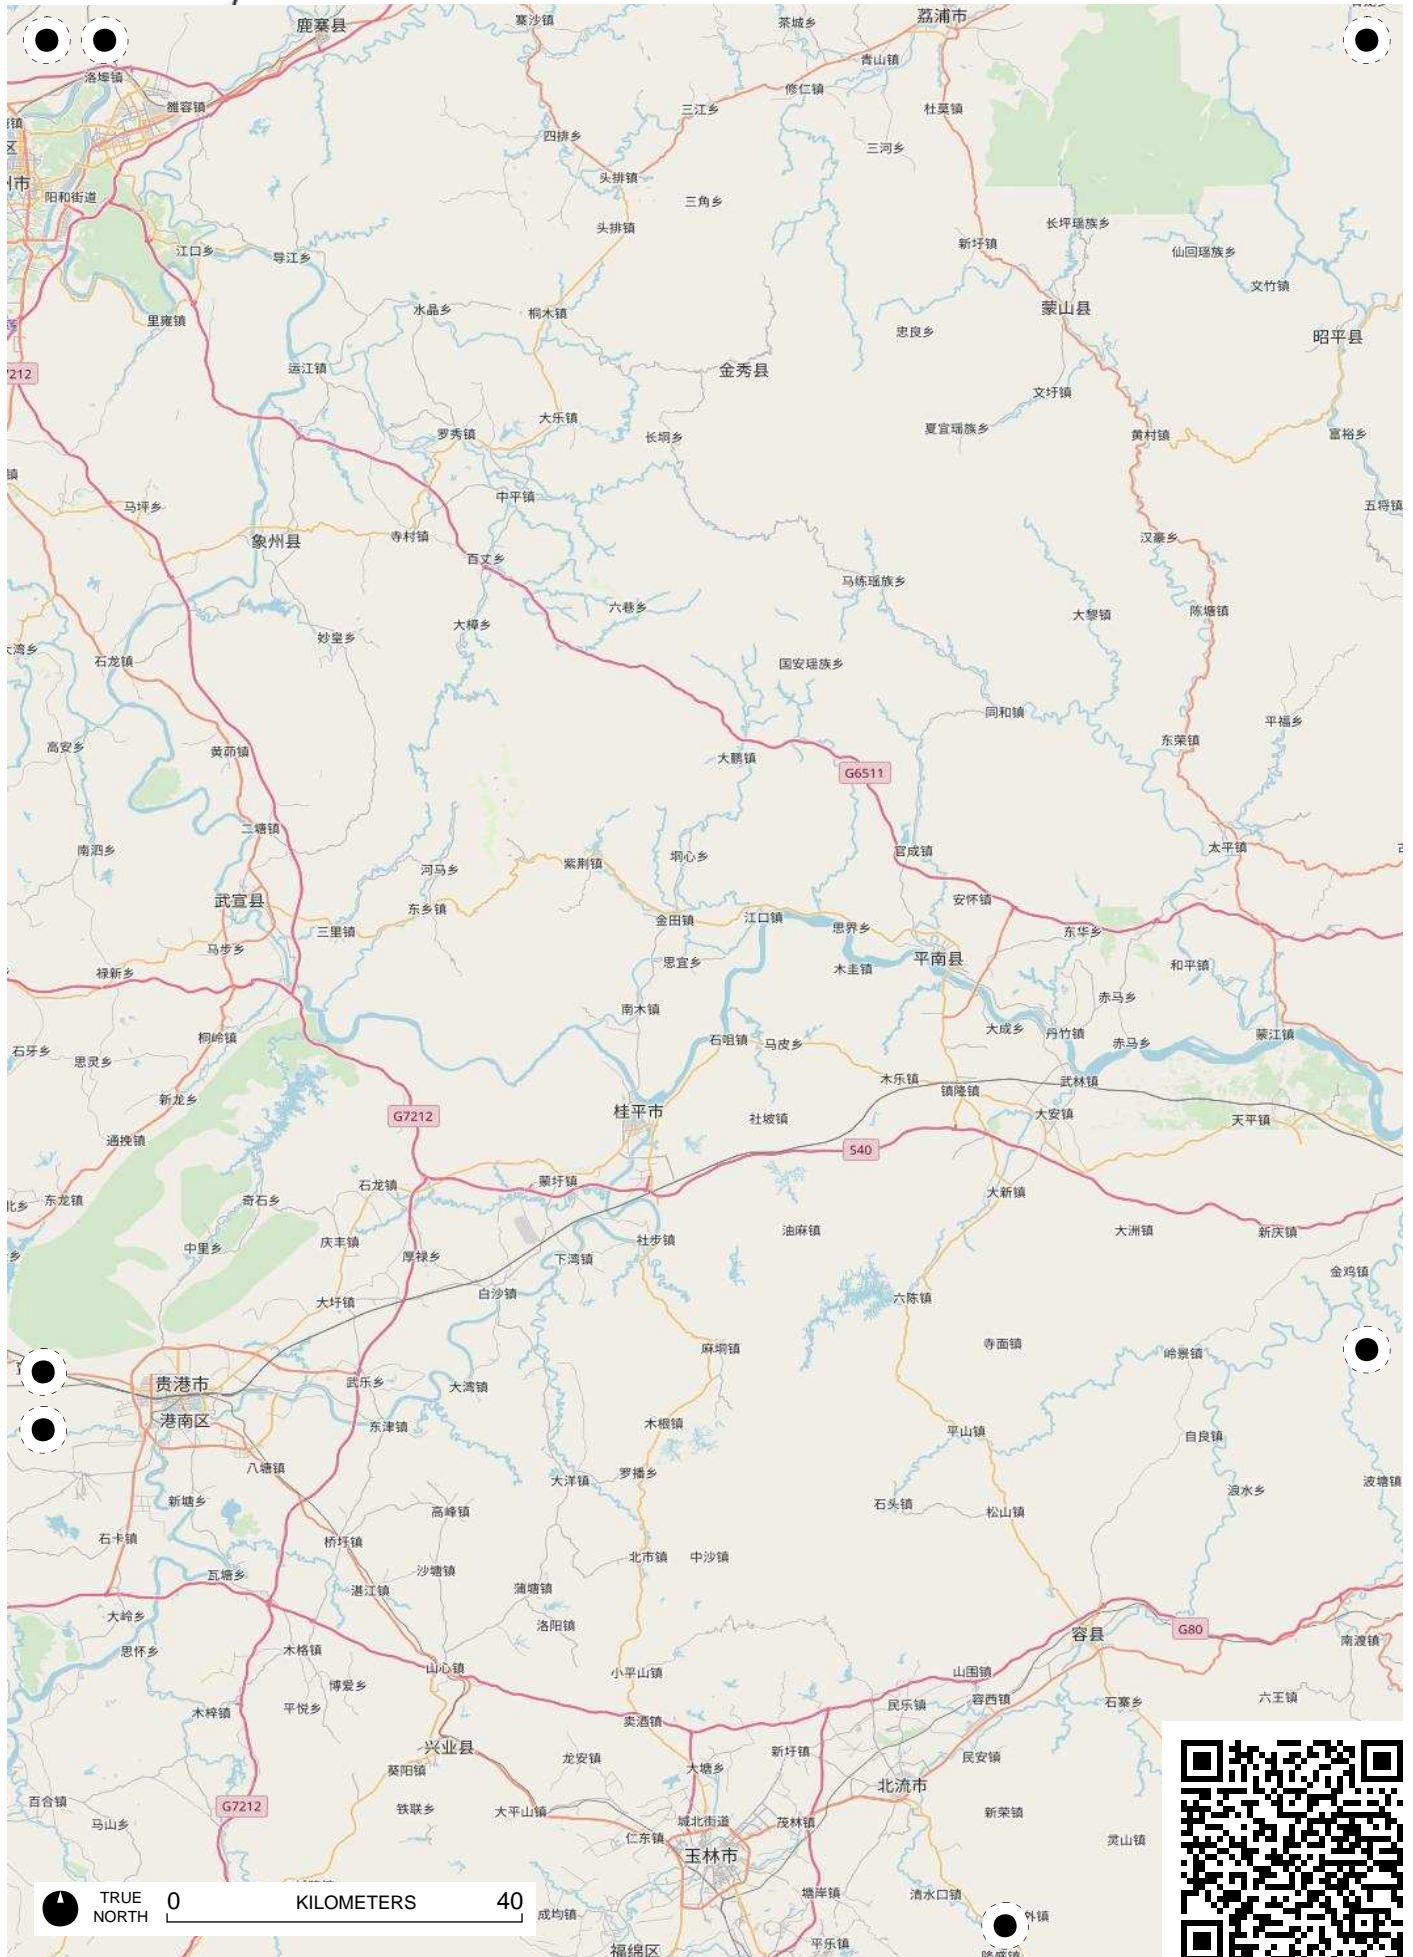 荔浦市
鹿寨县
寨沙镇
茶城乡
青山镇
洛埠镇
修仁镇
雒容镇
三江乡
杜莫镇
四排乡
三河乡
区
头排镇
州市
阳和街道
三角乡
头排镇
长坪瑶族乡
新圩镇
江口乡
导江乡
仙回瑶族乡
文竹镇
水晶乡
桐木镇
蒙山县
里雍镇
忠良乡
昭平县
运江镇
金秀县
7212
文圩镇
大乐镇
罗秀镇
长垌乡
夏宜瑶族乡
黄村镇
富裕乡
镇
中平镇
马坪乡
五将镇
象州县
寺村镇
汉豪乡
百丈乡
马练瑶族乡
六巷乡
大黎镇
陈塘镇
大樟乡
妙皇乡
大湾乡
石龙镇
国安瑶族乡
同和镇
平福乡
高安乡
黄茆镇
东荣镇
大鹏镇
G6511
二塘镇
南泗乡
官成镇
太平镇
紫荆镇
垌心乡
河马乡
武宣县
安怀镇
东乡镇
金田镇
江口镇
三里镇
思界乡
东华乡
马步乡
思宜乡
平南县
木圭镇
和平镇
禄新乡
赤马乡
南木镇
大成乡
丹竹镇
蒙江镇
桐岭镇
石咀镇
马皮乡
赤马乡
石牙乡
思灵乡
木乐镇
武林镇
镇隆镇
新龙乡
桂平市
G7212
社坡镇
大安镇
天平镇
通挽镇
S40
石龙镇
蒙圩镇
大新镇
北乡
东龙镇
奇石乡
油麻镇
大洲镇
新庆镇
中里乡
庆丰镇
社步镇
乡
厚禄乡
下湾镇
金鸡镇
白沙镇
大圩镇
六陈镇
寺面镇
麻垌镇
岭景镇
贵港市
武乐乡
大湾镇
港南区
东津镇
木根镇
平山镇
自良镇
八塘镇
大洋镇
罗播乡
波塘镇
浪水乡
新塘乡
石头镇
高峰镇
松山镇
石卡镇
桥圩镇
北市镇
中沙镇
瓦塘乡
沙塘镇
湛江镇
蒲塘镇
大岭乡
洛阳镇
G80
容县
南渡镇
思怀乡
木格镇
山心镇
小平山镇
山围镇
博爱乡
六王镇
容西镇
民乐镇
石寨乡
木梓镇
平悦乡
卖酒镇
兴业县
龙安镇
新圩镇
民安镇
葵阳镇
大塘乡
北流市
百合镇
G7212
铁联乡
大平山镇
新荣镇
马山乡
城北街道
茂林镇
仁东镇
灵山镇
玉林市
塘岸镇
清水口镇
TRUE
NORTH
0 KILOMETERS 40
成均镇
外镇
平乐镇
福绵区
隆盛镇